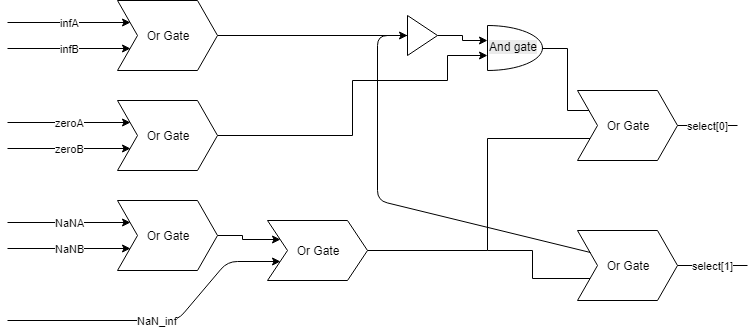 infA
Or Gate
infB
And gate
zeroA
Or Gate
Or Gate
select[0]
zeroB
NaNA
Or Gate
NaNB
Or Gate
Or Gate
select[1]
NaN_inf